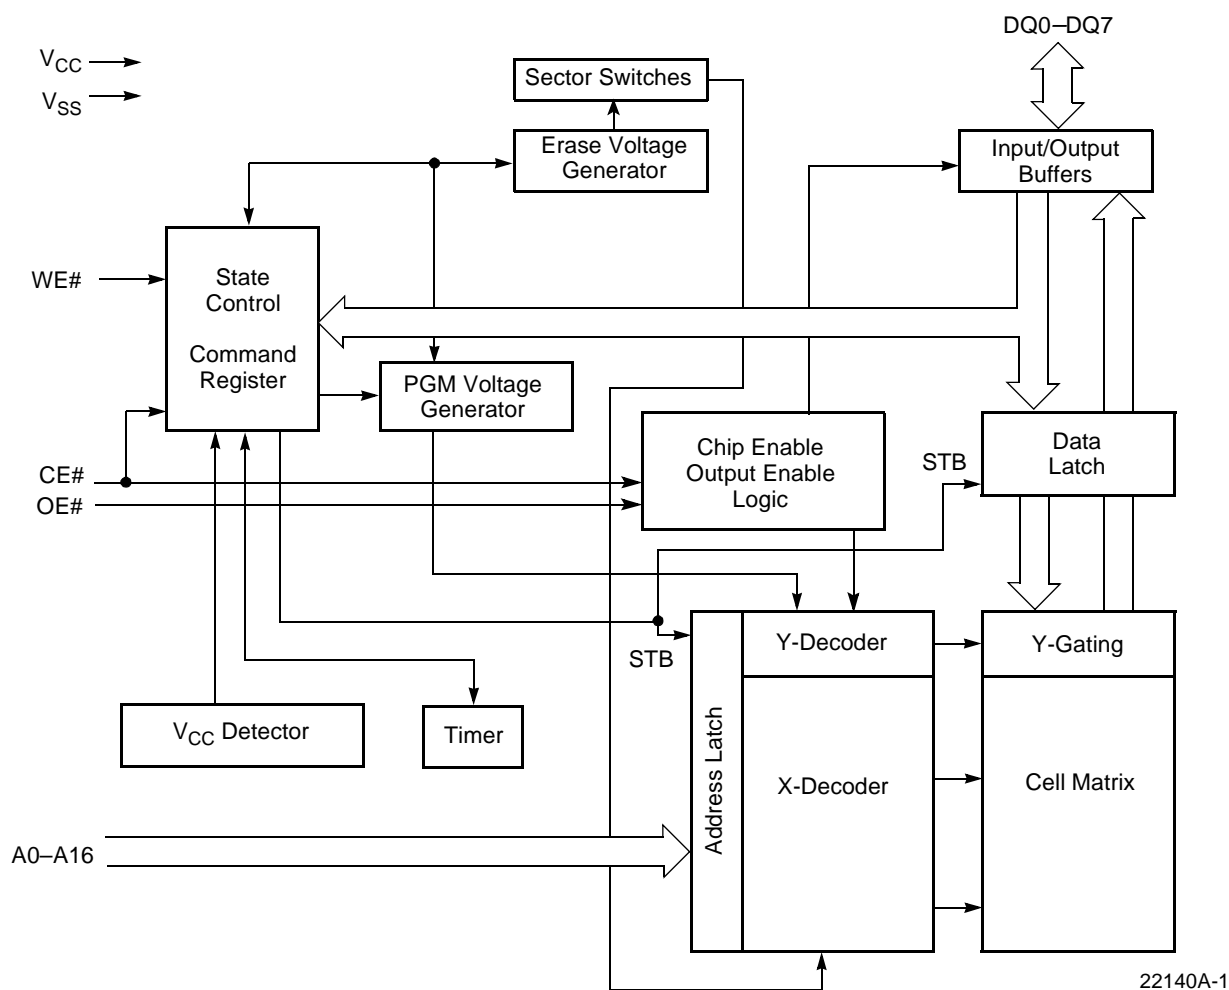 DQ0–DQ7
VCC
VSS
Sector Switches
Erase Voltage
Generator
Input/Output
Buffers
WE#
State
Control
Command
Register
PGM Voltage
Generator
Chip Enable
Output Enable
Logic
STB
Data
Latch
CE#
OE#
STB
Y-Decoder
Y-Gating
VCC Detector
Timer
Address Latch
X-Decoder
Cell Matrix
A0–A16
22140A-1